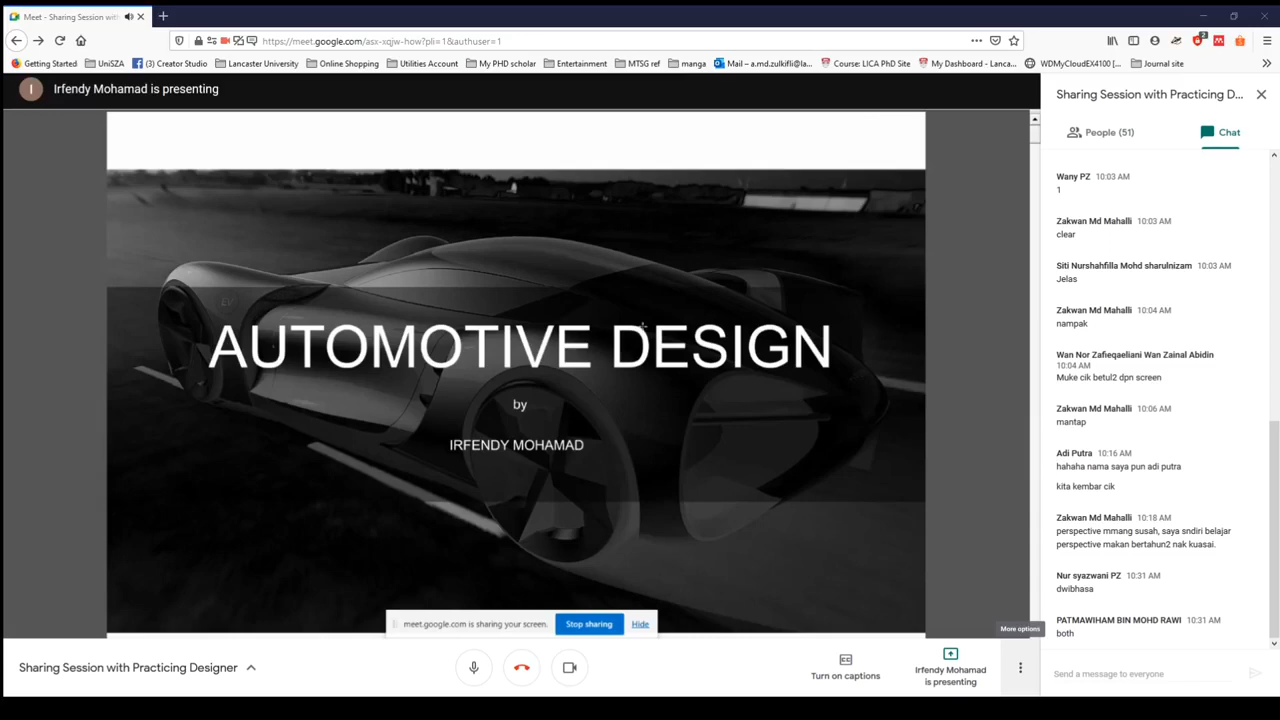 Meet - Sharing Session with
https://meet.google.com/asx-xqjw-how?pli=1&authuser=1
2
Getting Started UniSZA (3) Creator Studio Lancaster University Online Shopping Utilities Account My PHD scholar Entertainment MTSG ref manga Mail – a.md.zulkifli@l... Course: LICA PhD Site My Dashboard - Lanca... WDMyCloudEX4100 [... Journal site
I
Irfendy Mohamad is presenting
AUTOMOTIVE DESIGN
by
IRFENDY MOHAMAD
EV
meet.google.com is sharing your screen. Stop sharing Hide
More options
Sharing Session with Practicing Designer
Turn on captions
Irfendy Mohamad
is presenting
Sharing Session with Practicing D...
People (51) Chat
Wany PZ 10:03 AM
1
Zakwan Md Mahalli 10:03 AM
clear
Siti Nurshahfilla Mohd sharulnizam 10:03 AM
Jelas
Zakwan Md Mahalli 10:04 AM
nampak
Wan Nor Zafieqaeliani Wan Zainal Abidin
10:04 AM
Muke cik betul2 dpn screen
Zakwan Md Mahalli 10:06 AM
mantap
Adi Putra 10:16 AM
hahaha nama saya pun adi putra
kita kembar cik
Zakwan Md Mahalli 10:18 AM
perspective mmang susah, saya sndiri belajar
perspective makan bertahun2 nak kuasai.
Nur syazwani PZ 10:31 AM
dwibhasa
PATMAWIHAM BIN MOHD RAWI 10:31 AM
both
Send a message to everyone